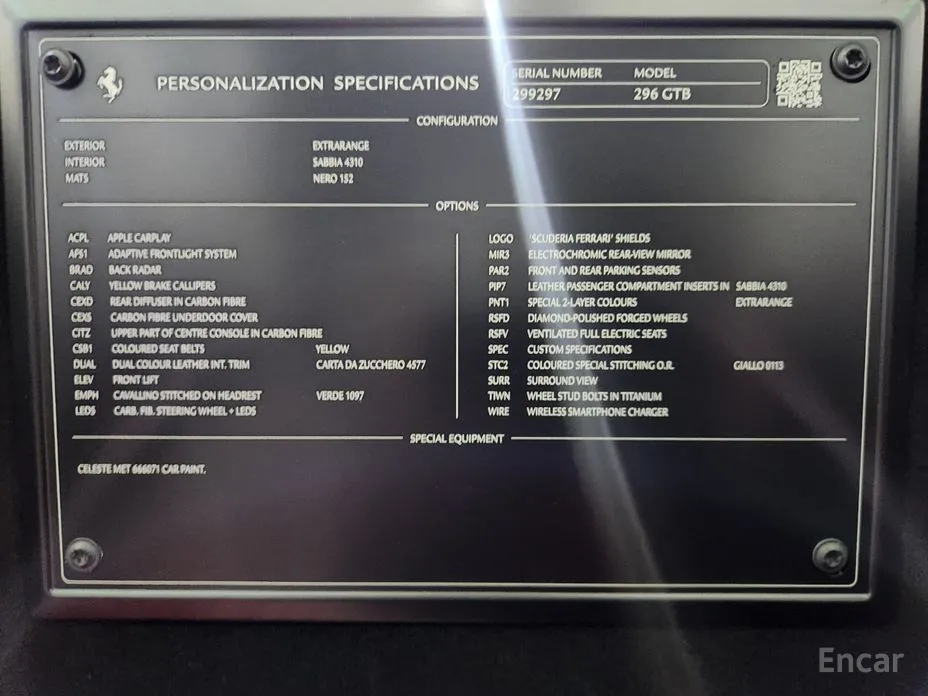 PERSONALIZATION SPECIFICATIONS
SERIAL NUMBER MODEL
299297 296 GTB
CONFIGURATION
EXTERIOR EXTRARANGE
INTERIOR SABBIA 4310
MATS NERO 152
OPTIONS
ACPL APPLE CARPLAY
AFS1 ADAPTIVE FRONTLIGHT SYSTEM
BRAD BACK RADAR
CALY YELLOW BRAKE CALLIPERS
CEXD REAR DIFFUSER IN CARBON FIBRE
CEXS CARBON FIBRE UNDERDOOR COVER
CITZ UPPER PART OF CENTRE CONSOLE IN CARBON FIBRE
CSB1 COLOURED SEAT BELTS YELLOW
DUAL DUAL COLOUR LEATHER INT. TRIM CARTA DA ZUCCHERO 4577
ELEV FRONT LIFT
EMPH CAVALLINO STITCHED ON HEADREST VERDE 1097
LEDS CARB. FIB. STEERING WHEEL + LEDS
LOGO 'SCUDERIA FERRARI' SHIELDS
MIR3 ELECTROCHROMIC REAR-VIEW MIRROR
PAR2 FRONT AND REAR PARKING SENSORS
PIP7 LEATHER PASSENGER COMPARTMENT INSERTS IN SABBIA 4310
PNT1 SPECIAL 2-LAYER COLOURS EXTRARANGE
RSFD DIAMOND-POLISHED FORGED WHEELS
RSFV VENTILATED FULL ELECTRIC SEATS
SPEC CUSTOM SPECIFICATIONS
STC2 COLOURED SPECIAL STITCHING O.R. GIALLO 0113
SURR SURROUND VIEW
TIWN WHEEL STUD BOLTS IN TITANIUM
WIRE WIRELESS SMARTPHONE CHARGER
SPECIAL EQUIPMENT
CELESTE MET 666071 CAR PAINT.
Encar